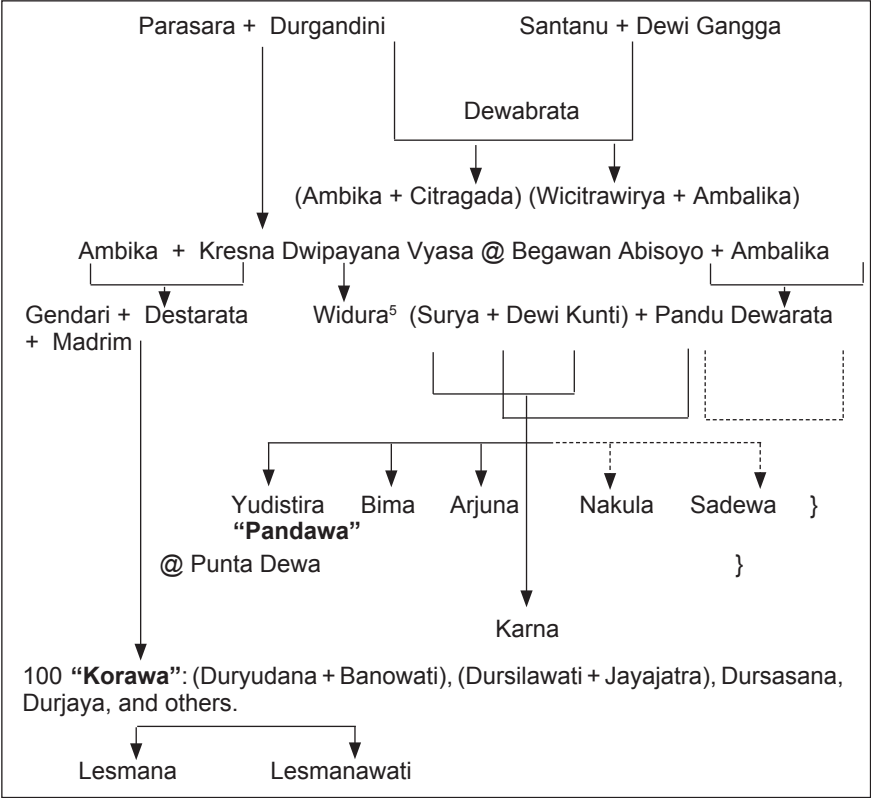 Parasara + Durgandini Santanu + Dewi Gangga
Dewabrata
(Ambika + Citragada) (Wicitrawirya + Ambalika)
Ambika + Kresna Dwipayana Vyasa @ Begawan Abisoyo + Ambalika
Gendari + Destarata Widura⁵ (Surya + Dewi Kunti) + Pandu Dewarata
+ Madrim
Yudistira Bima Arjuna Nakula Sadewa }
“Pandawa”
@ Punta Dewa }
Karna
100 “Korawa”: (Duryudana + Banowati), (Dursilawati + Jayajatra), Dursasana,
Durjaya, and others.
Lesmana Lesmanawati